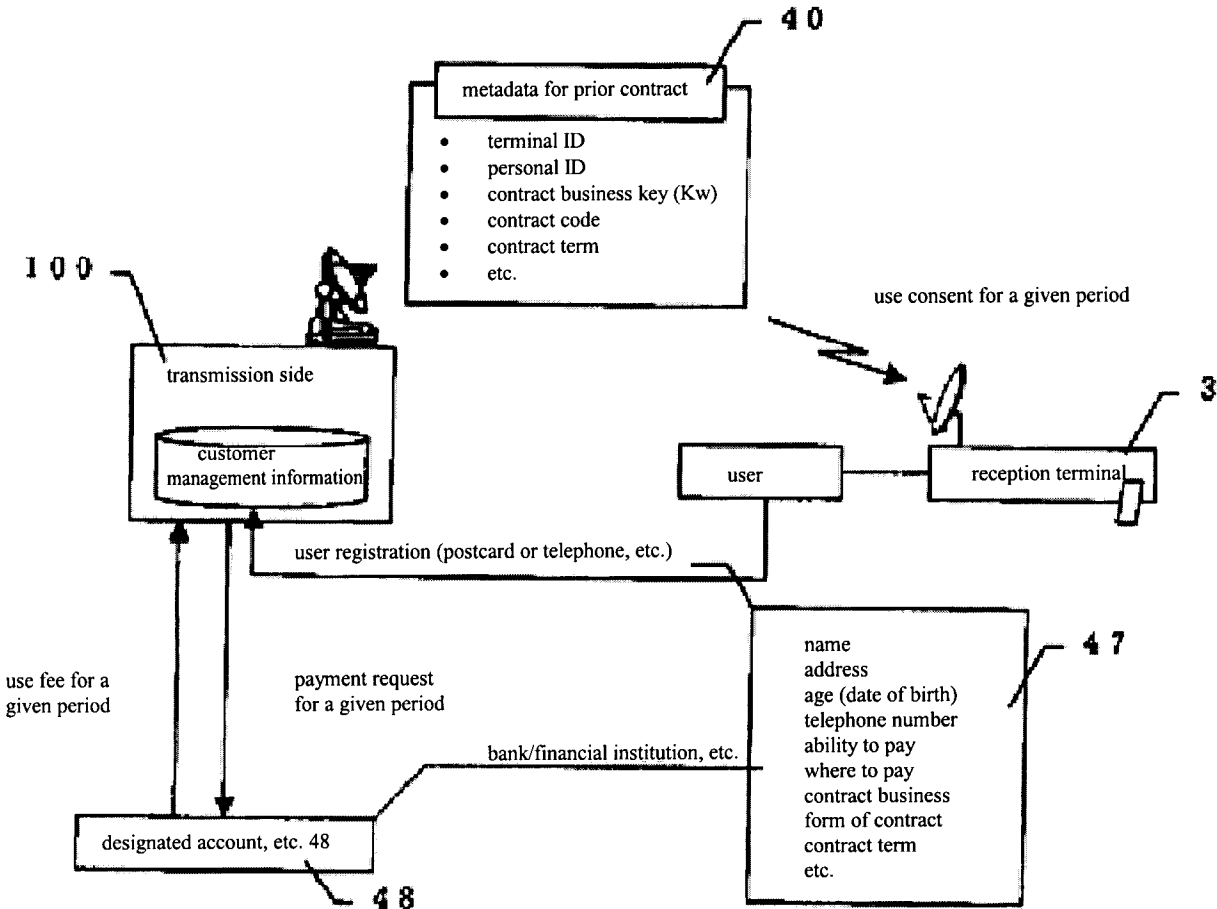 40
metadata for prior contract
• terminal ID
• personal ID
• contract business key (Kw)
• contract code
• contract term
• etc.
100
use consent for a given period
transmission side
customer
management information
3
user
reception terminal
user registration (postcard or telephone, etc.)
47
name
address
age (date of birth)
telephone number
ability to pay
where to pay
contract business
form of contract
contract term
etc.
use fee for a
given period
payment request
for a given period
bank/financial institution, etc.
designated account, etc. 48
48